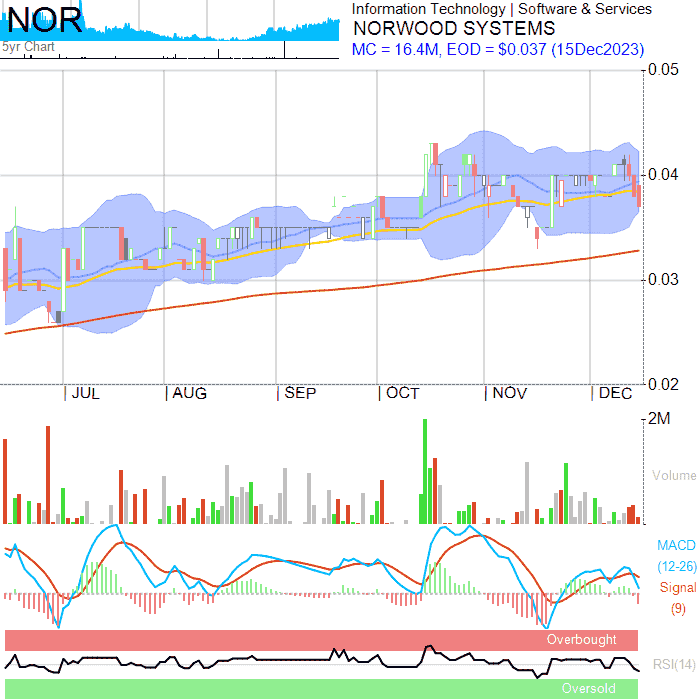 NOR
Information Technology | Software & Services
NORWOOD SYSTEMS
5yr Chart
MC = 16.4M, EOD = $0.037 (15Dec2023)
0.05
0.04
0.03
0.02
JUL AUG SEP OCT NOV DEC
2M
Volume
MACD
(12-26)
Signal
(9)
Overbought
RSI(14)
Oversold